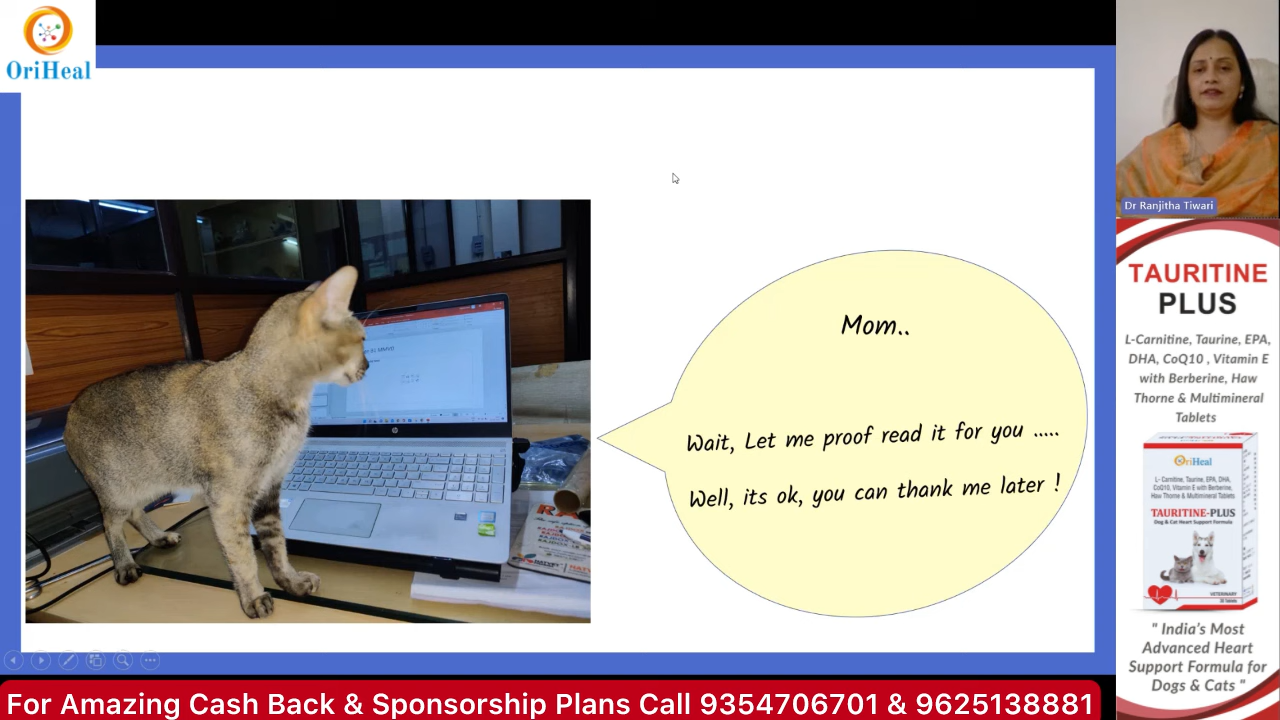 OriHeal
Mom..
Wait, Let me proof read it for you .....
Well, its ok, you can thank me later !
Dr Ranjitha Tiwari
TAURITINE
PLUS
L-Carnitine, Taurine, EPA,
DHA, CoQ10 , Vitamin E
with Berberine, Haw
Thorne & Multimineral
Tablets
OriHeal
L- Carnitine, Taurine, EPA, DHA,
CoQ10, Vitamin E with Berberine,
Haw Thorne & Multimineral Tablets
TAURITINE-PLUS
Dog & Cat Heart Support Formula
VETERINARY
30 Tablets
" India's Most
Advanced Heart
Support Formula for
Dogs & Cats "
For Amazing Cash Back & Sponsorship Plans Call 9354706701 & 9625138881